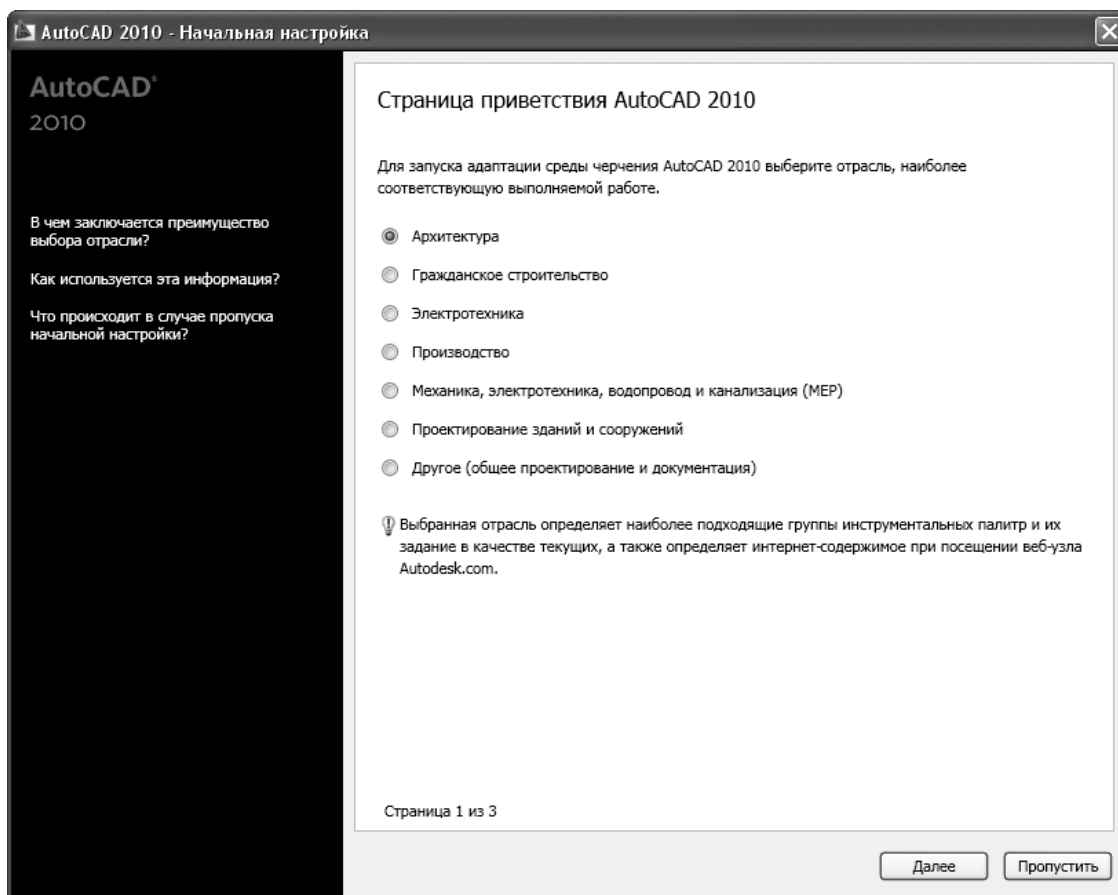 AutoCAD 2010 - Начальная настройка
AutoCAD®
2010
В чем заключается преимущество
выбора отрасли?
Как используется эта информация?
Что происходит в случае пропуска
начальной настройки?
Страница приветствия AutoCAD 2010
Для запуска адаптации среды черчения AutoCAD 2010 выберите отрасль, наиболее
соответствующую выполняемой работе.
Архитектура
Гражданское строительство
Электротехника
Производство
Механика, электротехника, водопровод и канализация (MEP)
Проектирование зданий и сооружений
Другое (общее проектирование и документация)
Выбранная отрасль определяет наиболее подходящие группы инструментальных палитр и их
задание в качестве текущих, а также определяет интернет-содержимое при посещении веб-узла
Autodesk.com.
Страница 1 из 3
Далее
Пропустить